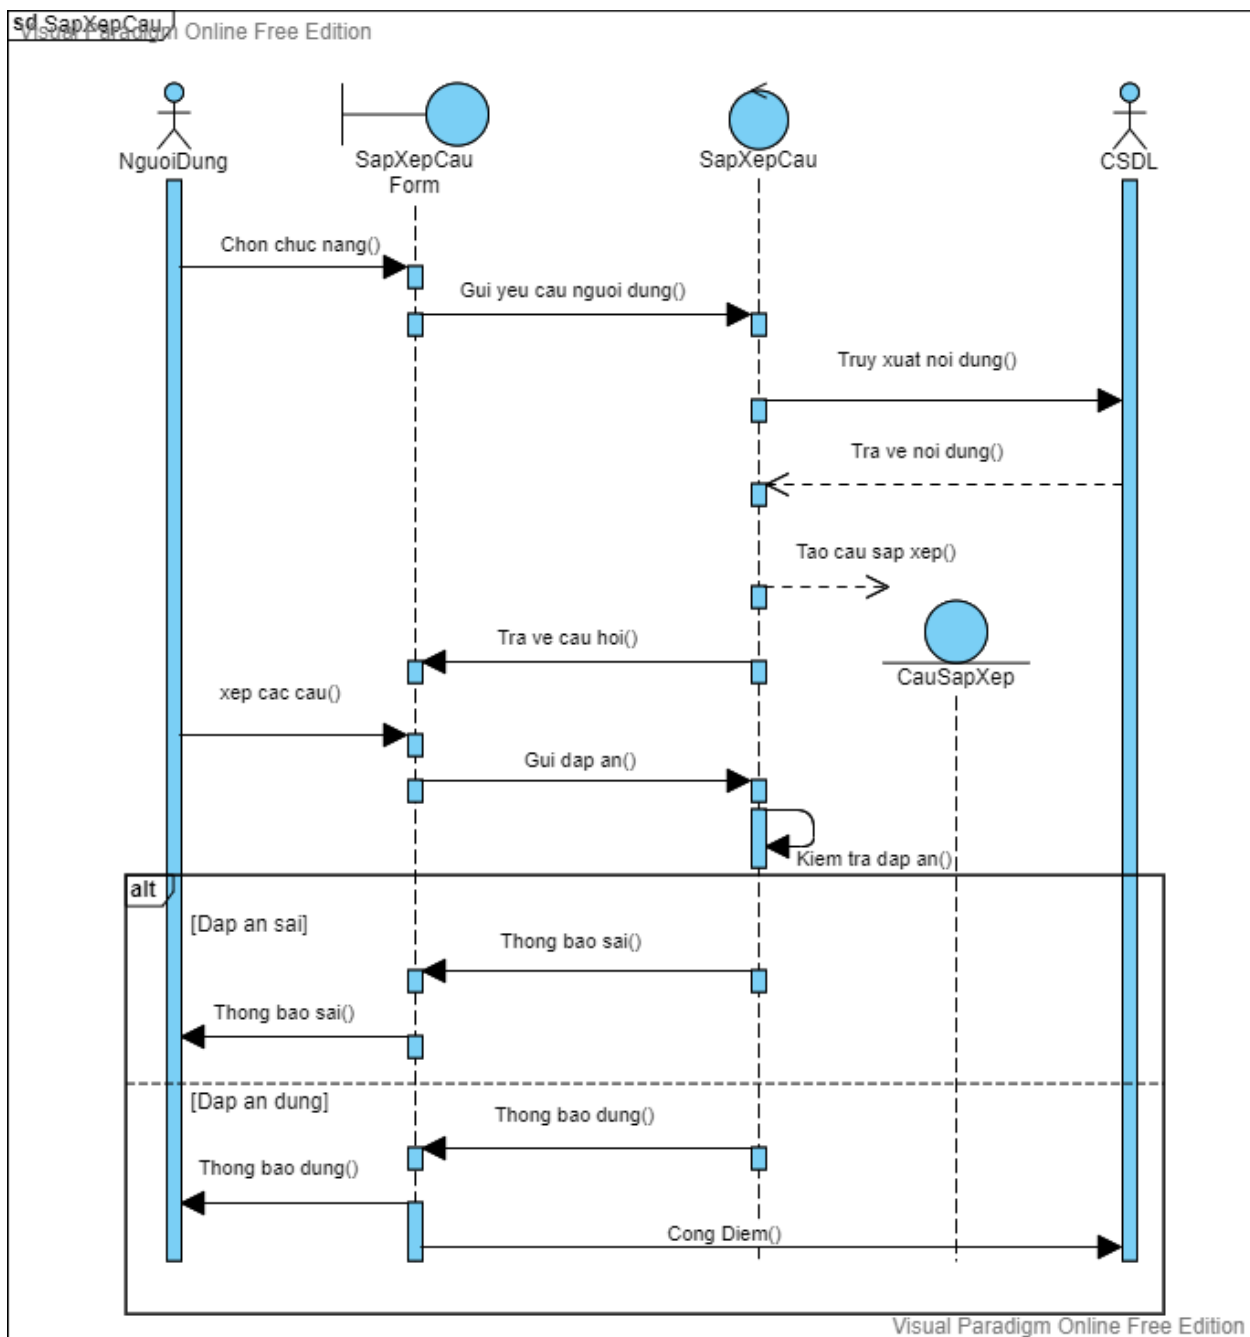 sd SapXepCau
Visual Paradigm Online Free Edition
NguoiDung
SapXepCau
Form
SapXepCau
CSDL
Chon chuc nang()
Gui yeu cau nguoi dung()
Truy xuat noi dung()
Tra ve noi dung()
Tao cau sap xep()
Tra ve cau hoi()
CauSapXep
xep cac cau()
Gui dap an()
Kiem tra dap an()
alt
[Dap an sai]
Thong bao sai()
Thong bao sai()
[Dap an dung]
Thong bao dung()
Thong bao dung()
Cong Diem()
Visual Paradigm Online Free Edition